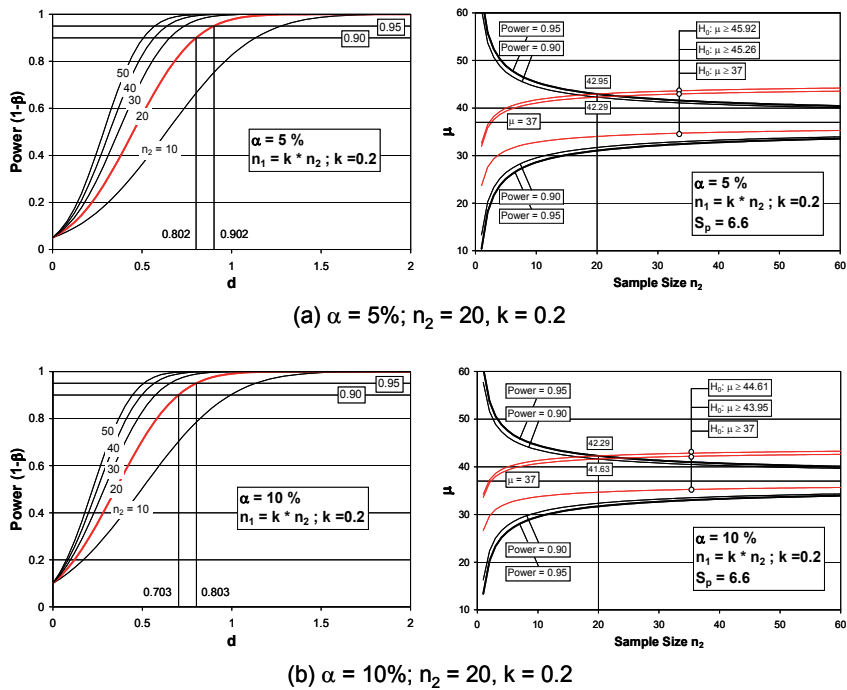 Power (1-β)
1
0.8
0.6
0.4
0.2
0
0.95
0.90
50
40
30
20
n₂ = 10
α = 5 %
n₁ = k * n₂ ; k =0.2
0.802
0.902
0
0.5
1
1.5
2
d
μ
60
50
40
30
20
10
Power = 0.95
Power = 0.90
H₀: μ ≥ 45.92
H₀: μ ≥ 45.26
H₀: μ ≥ 37
42.95
42.29
μ = 37
Power = 0.90
Power = 0.95
α = 5 %
n₁ = k * n₂ ; k =0.2
Sₚ = 6.6
0
10
20
30
40
50
60
Sample Size n₂
(a) α = 5%; n₂ = 20, k = 0.2
Power (1-β)
1
0.8
0.6
0.4
0.2
0
0.95
0.90
50
40
30
20
n₂ = 10
α = 10 %
n₁ = k * n₂ ; k =0.2
0.703
0.803
0
0.5
1
1.5
2
d
μ
60
50
40
30
20
10
Power = 0.95
Power = 0.90
H₀: μ ≥ 44.61
H₀: μ ≥ 43.95
H₀: μ ≥ 37
42.29
41.63
μ = 37
Power = 0.90
Power = 0.95
α = 10 %
n₁ = k * n₂ ; k =0.2
Sₚ = 6.6
0
10
20
30
40
50
60
Sample Size n₂
(b) α = 10%; n₂ = 20, k = 0.2